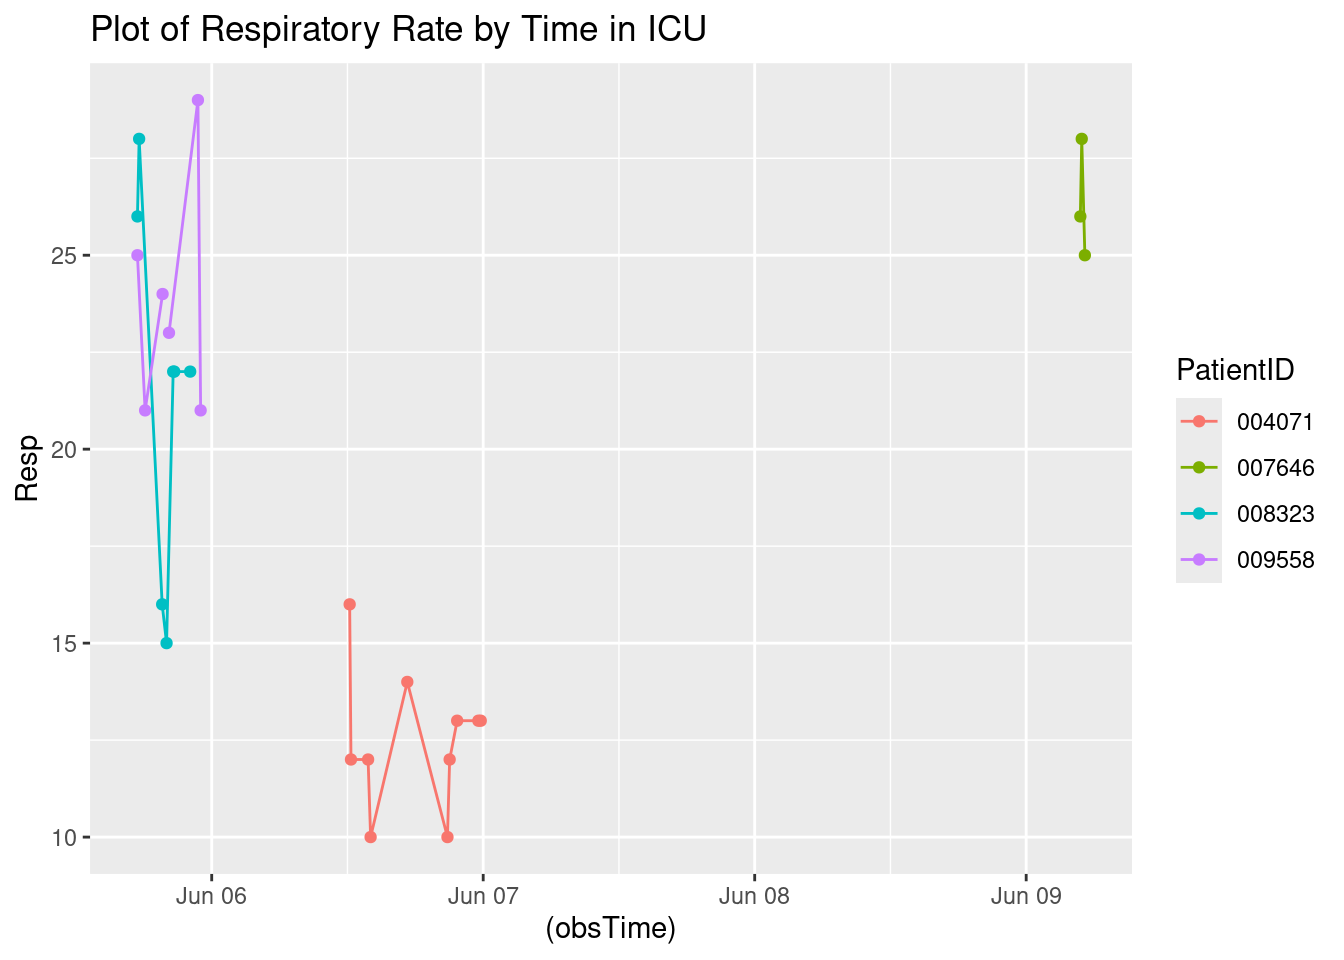 Plot of Respiratory Rate by Time in ICU
Resp
25
20
15
10
Jun 06
Jun 07
Jun 08
Jun 09
(obsTime)
PatientID
004071
007646
008323
009558